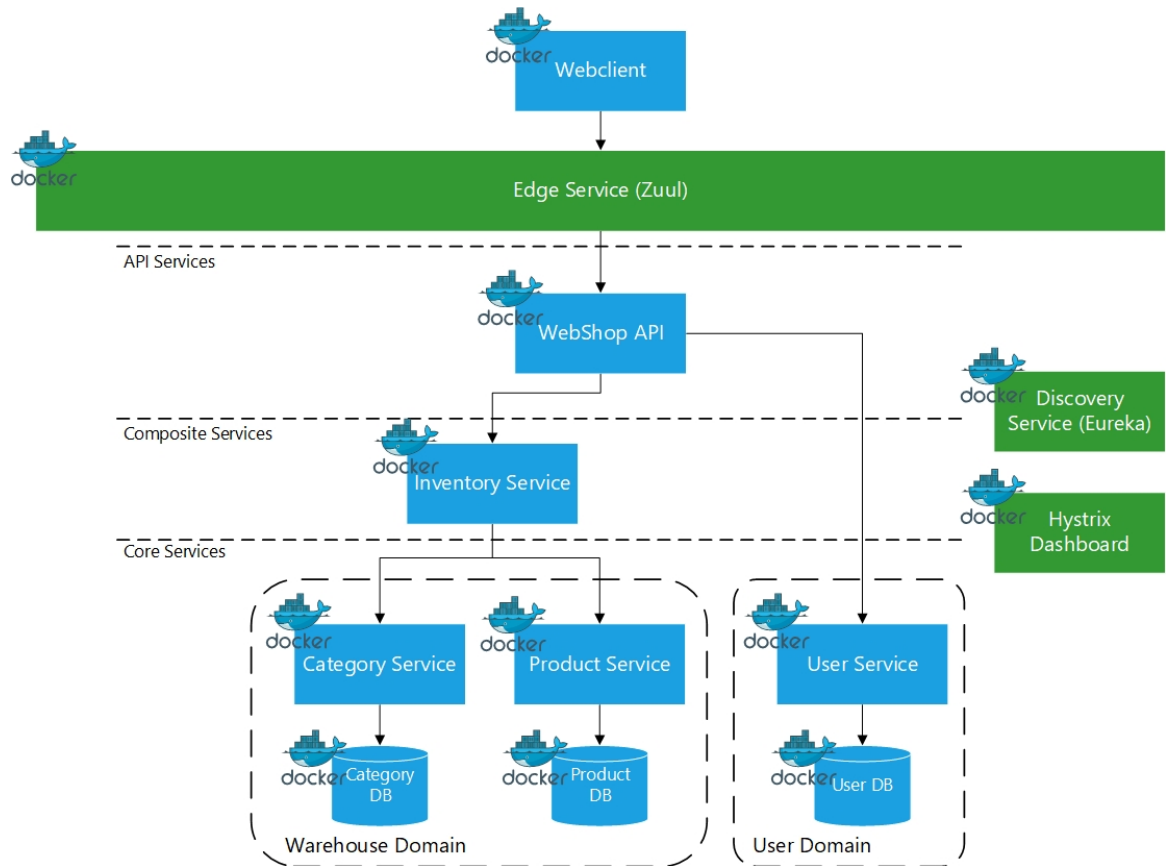 docker
Webclient
docker
Edge Service (Zuul)
API Services
docker
WebShop API
docker
Discovery
Service (Eureka)
Composite Services
docker
Inventory Service
docker
Hystrix
Dashboard
Core Services
docker
Category Service
docker
Product Service
docker
User Service
docker
Category
DB
docker
Product
DB
docker
User DB
Warehouse Domain
User Domain